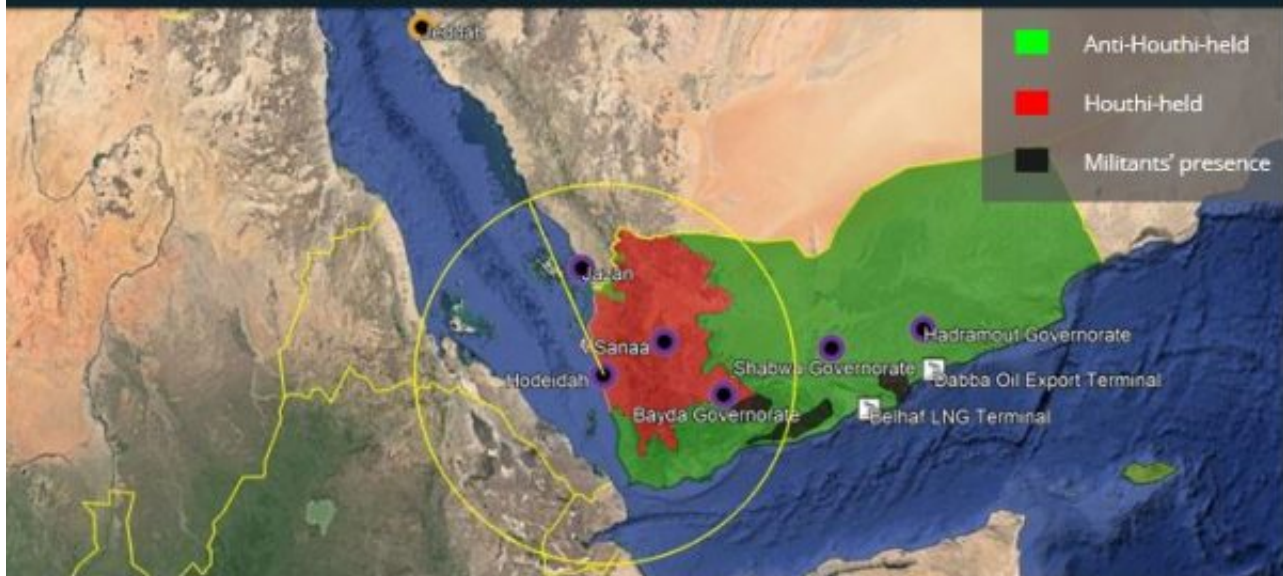 Jeddah
Anti-Houthi-held
Houthi-held
Militants' presence
Jazan
Sanaa
Hadramout Governorate
Shabwa Governorate
Hodeidah
Dabba Oil Export Terminal
Bayda Governorate
Belhaf LNG Terminal